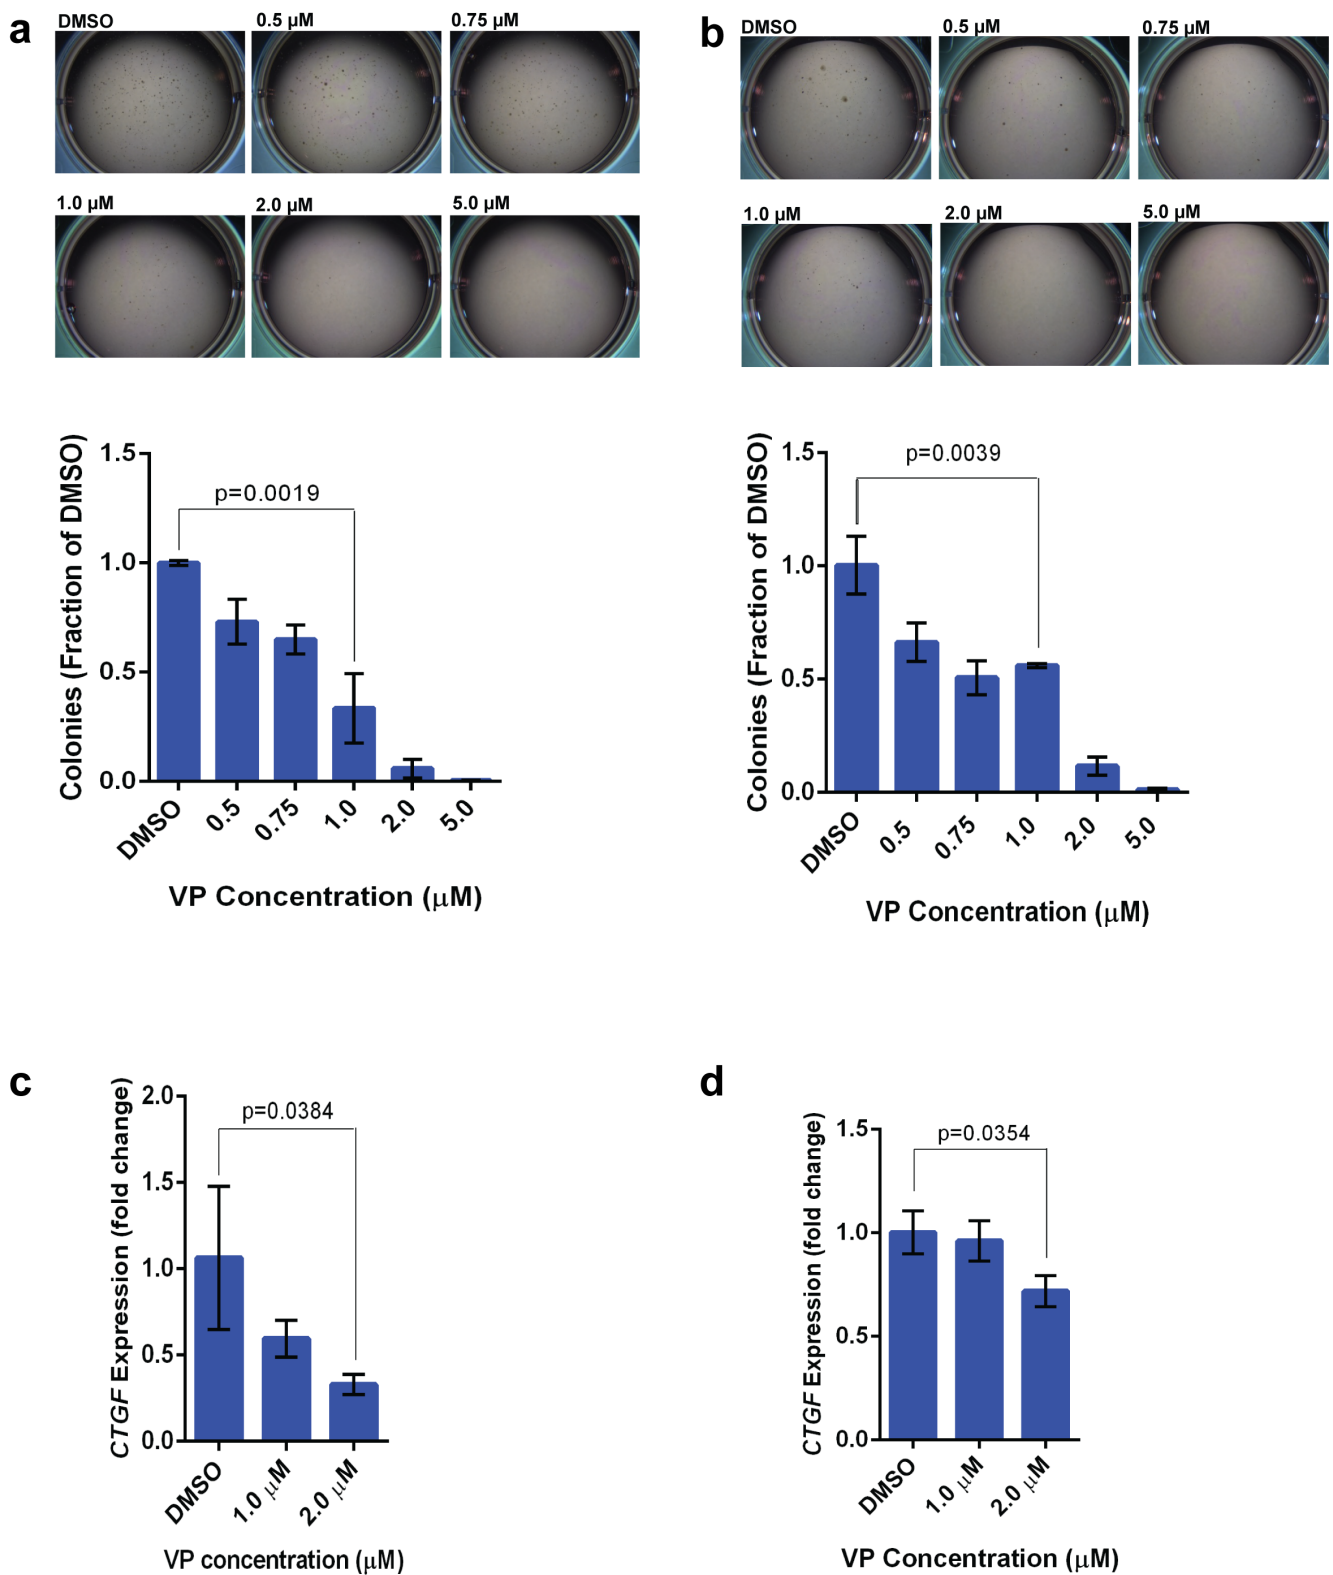 a
DMSO
0.5 µM
0.75 µM
1.0 µM
2.0 µM
5.0 µM
Colonies (Fraction of DMSO)
1.5
1.0
0.5
0.0
p=0.0019
DMSO
0.5
0.75
1.0
2.0
5.0
VP Concentration (µM)
b
DMSO
0.5 µM
0.75 µM
1.0 µM
2.0 µM
5.0 µM
Colonies (Fraction of DMSO)
1.5
1.0
0.5
0.0
p=0.0039
DMSO
0.5
0.75
1.0
2.0
5.0
VP Concentration (µM)
c
CTGF Expression (fold change)
2.0
1.5
1.0
0.5
0.0
p=0.0384
DMSO
1.0 µM
2.0 µM
VP concentration (µM)
d
CTGF Expression (fold change)
1.5
1.0
0.5
0.0
p=0.0354
DMSO
1.0 µM
2.0 µM
VP Concentration (µM)